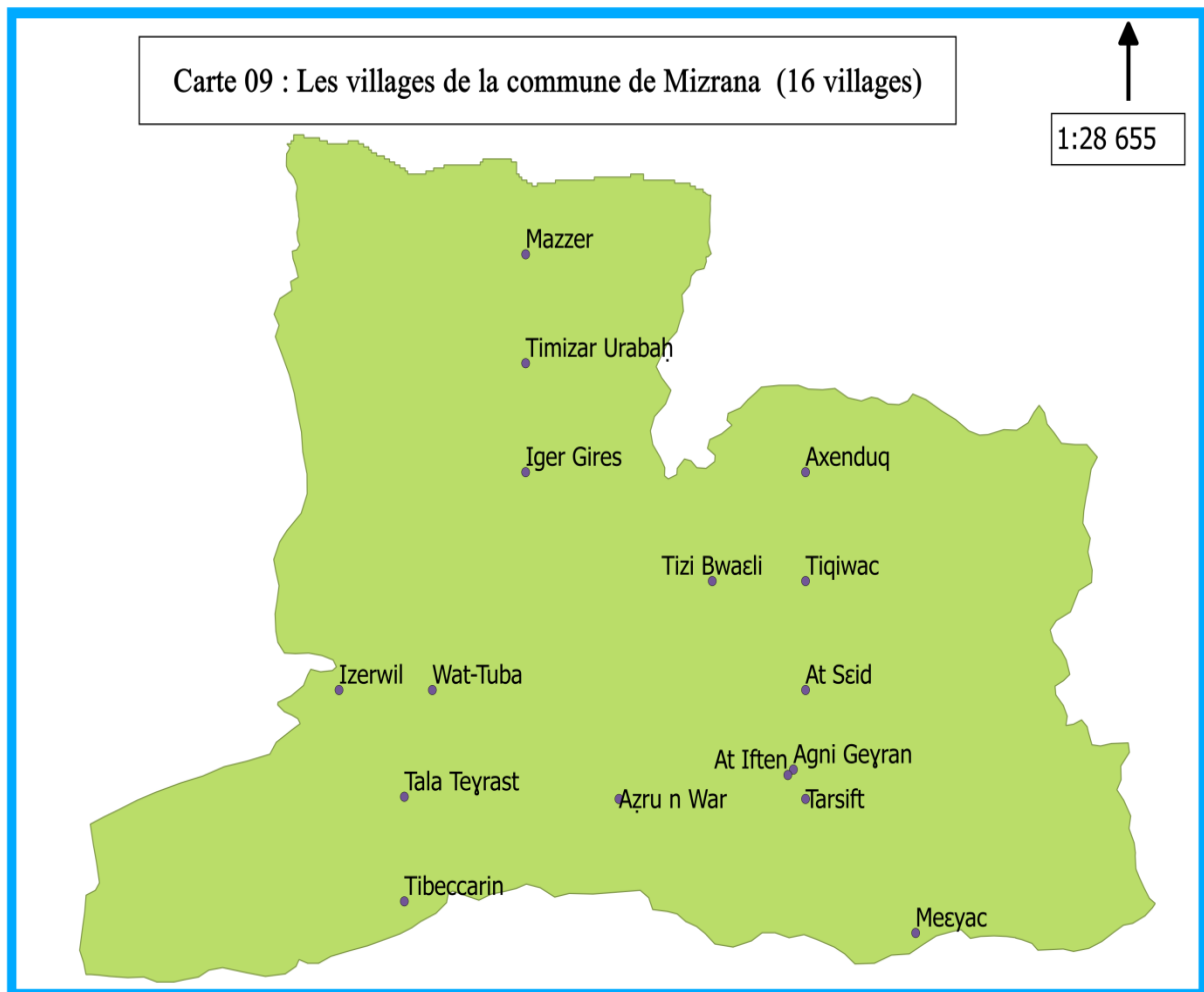 Carte 09 : Les villages de la commune de Mizrana (16 villages)
1:28 655
Mazzer
Timizar Urabaḥ
Iger Gires
Axenduq
Tizi Bwaɛli
Tiqiwac
Izerwil
Wat-Tuba
At Sɛid
At Iften
Agni Geɣran
Tala Teɣrast
Aẓru n War
Tarsift
Tibeccarin
Meɛyac